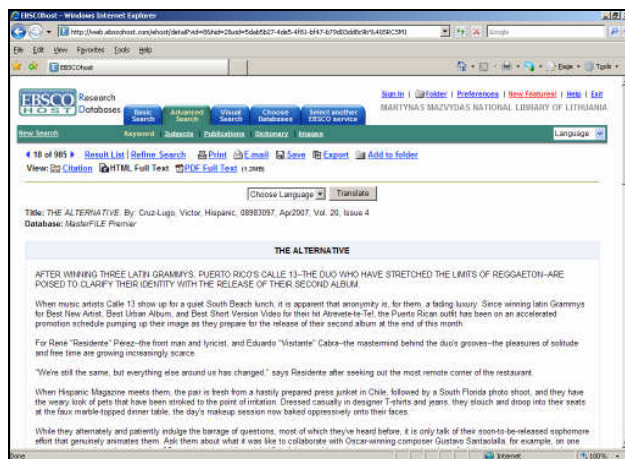 EBSCOhost - Windows Internet Explorer
Google
File Edit View Favorites Tools Help
EBSCOhost
Page Tools
Sign In Folder Preferences New Features! Help Exit
EBSCO HOST Research Databases
Basic Search Advanced Search Visual Search Choose Databases Select another EBSCO service
MARTYNAS MAZVYDAS NATIONAL LIBRARY OF LITHUANIA
New Search Keyword Subjects Publications Dictionary Images Language
18 of 985 Result List Refine Search Print E-mail Save Export Add to folder
View: Citation HTML Full Text PDF Full Text (1.2MB)
Choose Language Translate
Title: THE ALTERNATIVE. By: Cruz-Lugo, Victor, Hispanic, 08983097, Apr2007, Vol. 20, Issue 4
Database: MasterFILE Premier
THE ALTERNATIVE
AFTER WINNING THREE LATIN GRAMMYS, PUERTO RICO'S CALLE 13--THE DUO WHO HAVE STRETCHED THE LIMITS OF REGGAETON--ARE
POISED TO CLARIFY THEIR IDENTITY WITH THE RELEASE OF THEIR SECOND ALBUM.
When music artists Calle 13 show up for a quiet South Beach lunch, it is apparent that anonymity is, for them, a fading luxury. Since winning latin Grammys
for Best New Artist, Best Urban Album, and Best Short Version Video for their hit Atrevete-te-Te!, the Puerto Rican outfit has been on an accelerated
promotion schedule pumping up their image as they prepare for the release of their second album at the end of this month.
For René "Residente" Pérez--the front man and lyricist, and Eduardo "Visitante" Cabra--the mastermind behind the duo's grooves--the pleasures of solitude
and free time are growing increasingly scarce.
"We're still the same, but everything else around us has changed," says Residente after seeking out the most remote corner of the restaurant.
When Hispanic Magazine meets them, the pair is fresh from a hastily prepared press junket in Chile, followed by a South Florida photo shoot, and they have
the weary look of pets that have been stroked to the point of irritation. Dressed casually in designer T-shirts and jeans, they slouch and droop into their seats
at the faux marble-topped dinner table, the day's makeup session now baked oppressively onto their faces.
While they alternately and patiently indulge the barrage of questions, most of which they've heard before, it is only talk of their soon-to-be-released sophomore
effort that genuinely animates them. Ask them about what it was like to collaborate with Oscar-winning composer Gustavo Santaolalla, for example, on one
Done Internet 100%